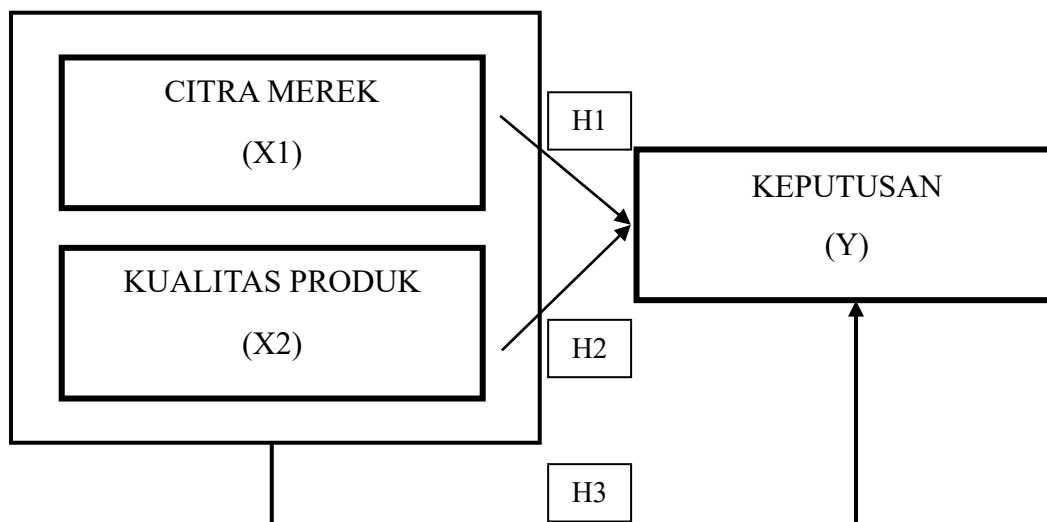 CITRA MEREK
(X1)
H1
KEPUTUSAN
(Y)
KUALITAS PRODUK
(X2)
H2
H3